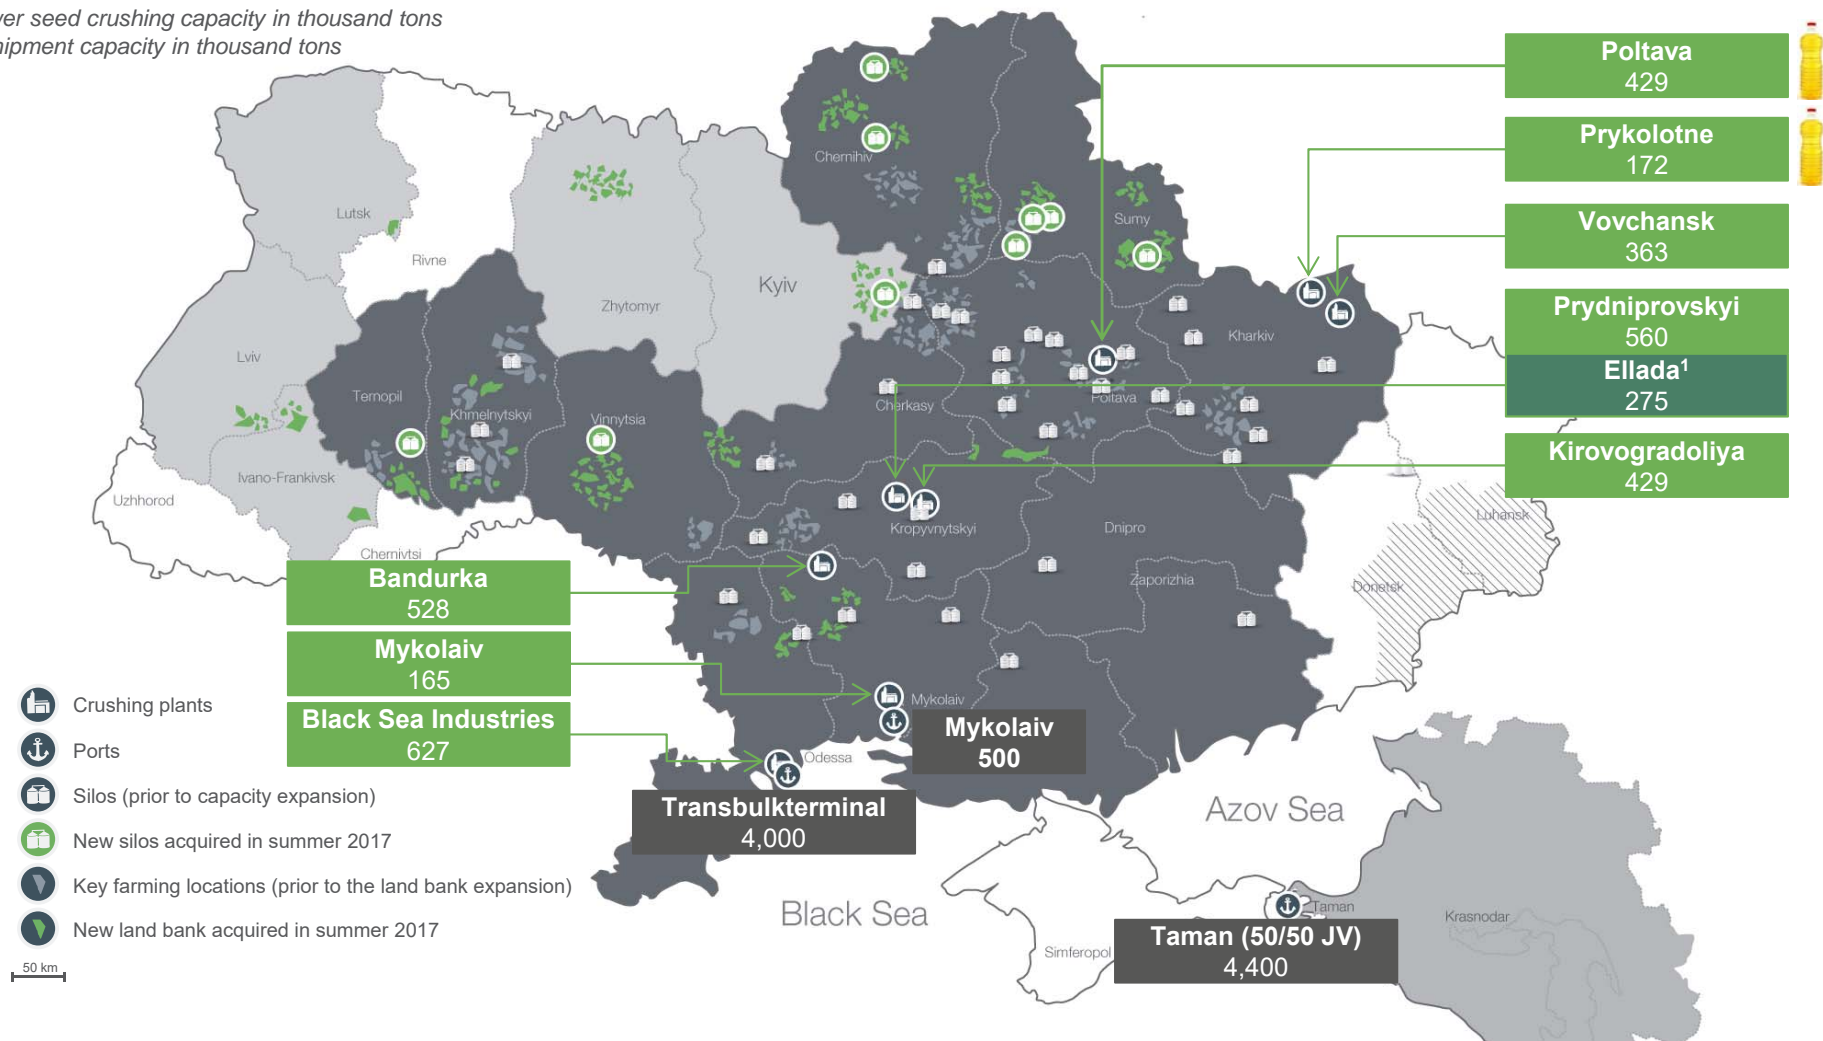 seed crushing capacity in thousand tons
capacity in thousand tons
Poltava
429
Prykolotne
172
Vovchansk
363
Prydniprovskyi
560
Ellada¹
275
Kirovogradoliya
429
Bandurka
528
Mykolaiv
165
Black Sea Industries
627
Mykolaiv
500
Transbulkterminal
4,000
Taman (50/50 JV)
4,400
Chernihiv
Sumy
Lutsk
Rivne
Kyiv
Zhytomyr
Kharkiv
Lviv
Ternopil
Khmelnytskyi
Vinnytsia
Cherkasy
Poltava
Ivano-Frankivsk
Uzhhorod
Chernivtsi
Kropyvnytskyi
Dnipro
Luhansk
Donetsk
Zaporizhia
Mykolaiv
Odessa
Azov Sea
Black Sea
Taman
Krasnodar
Simferopol
Crushing plants
Ports
Silos (prior to capacity expansion)
New silos acquired in summer 2017
Key farming locations (prior to the land bank expansion)
New land bank acquired in summer 2017
50 km